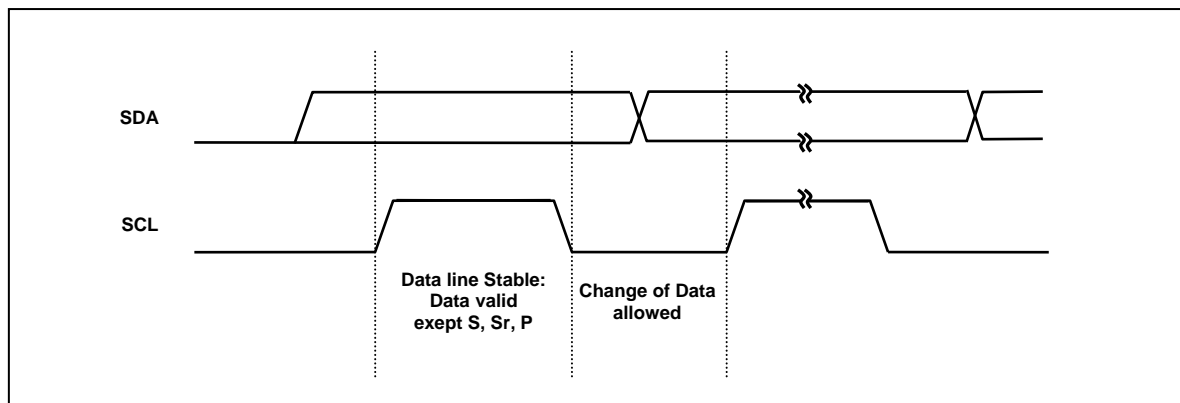 SDA
SCL
Data line Stable:
Data valid
exept S, Sr, P
Change of Data
allowed